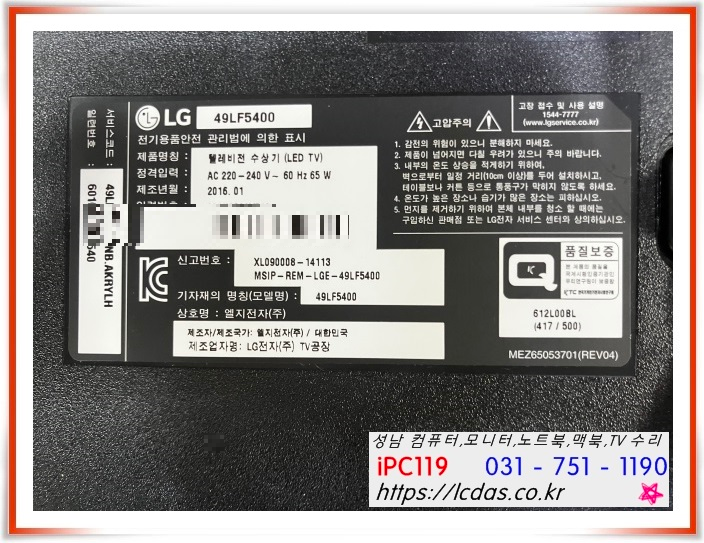 LG 49LF5400
전기용품안전 관리법에 의한 표시
제품명칭 : 텔레비전 수상기 (LED TV)
정격입력 : AC 220-240 V~ 60 Hz 65 W
제조년월 : 2016. 01
신고번호 : XL090008-14113
MSIP-REM-LGE-49LF5400
기자재의 명칭(모델명) : 49LF5400
상호명 : 엘지전자(주)
제조자/제조국가: 엘지전자(주) / 대한민국
제조업자명: LG전자(주) TV공장
서비스코드 : 49L NB.AKRYLH
일련번호 : 601 540
고압주의
고장 접수 및 사용 설명
1544-7777
(www.lgservice.co.kr)
1. 감전의 위험이 있으니 분해하지 마세요.
2. 제품이 넘어지면 다칠 우려가 있으니 주의 바랍니다.
3. 내부의 온도 상승을 적게하기 위하여,
벽으로부터 일정 거리(10cm 이상)를 두어 설치하시고,
테이블보나 커튼 등으로 통풍구가 막히지 않도록 하세요.
4. 온도가 높은 장소나 습기가 많은 장소는 피하십시오.
5. 먼지를 제거하기 위하여 본체 내부를 청소 할 때에는
구입하신 판매점 또는 LG전자 서비스 센터와 상의하십시오.
품질보증
Q
KTC
612L00BL
(417 / 500)
MEZ65053701(REV04)
성남 컴퓨터,모니터,노트북,맥북,TV 수리
iPC119 031 - 751 - 1190
https://lcdas.co.kr